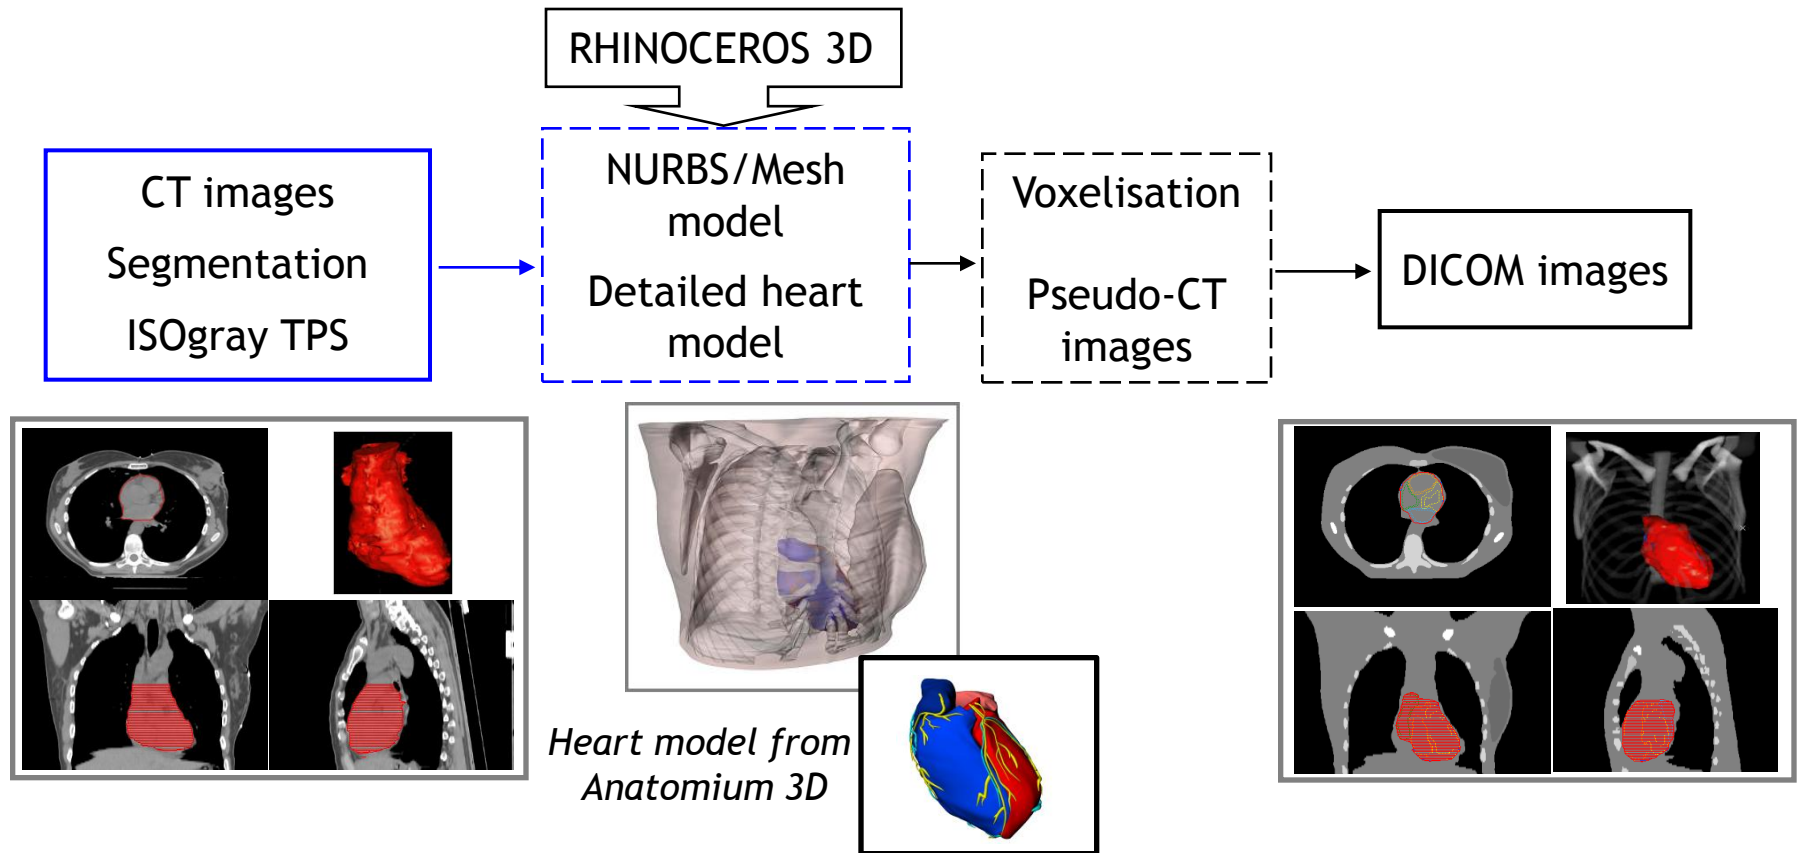 RHINOCEROS 3D
CT images
Segmentation
ISOgray TPS
NURBS/Mesh
model
Detailed heart
model
Voxelisation
Pseudo-CT
images
DICOM images
Heart model from
Anatomium 3D